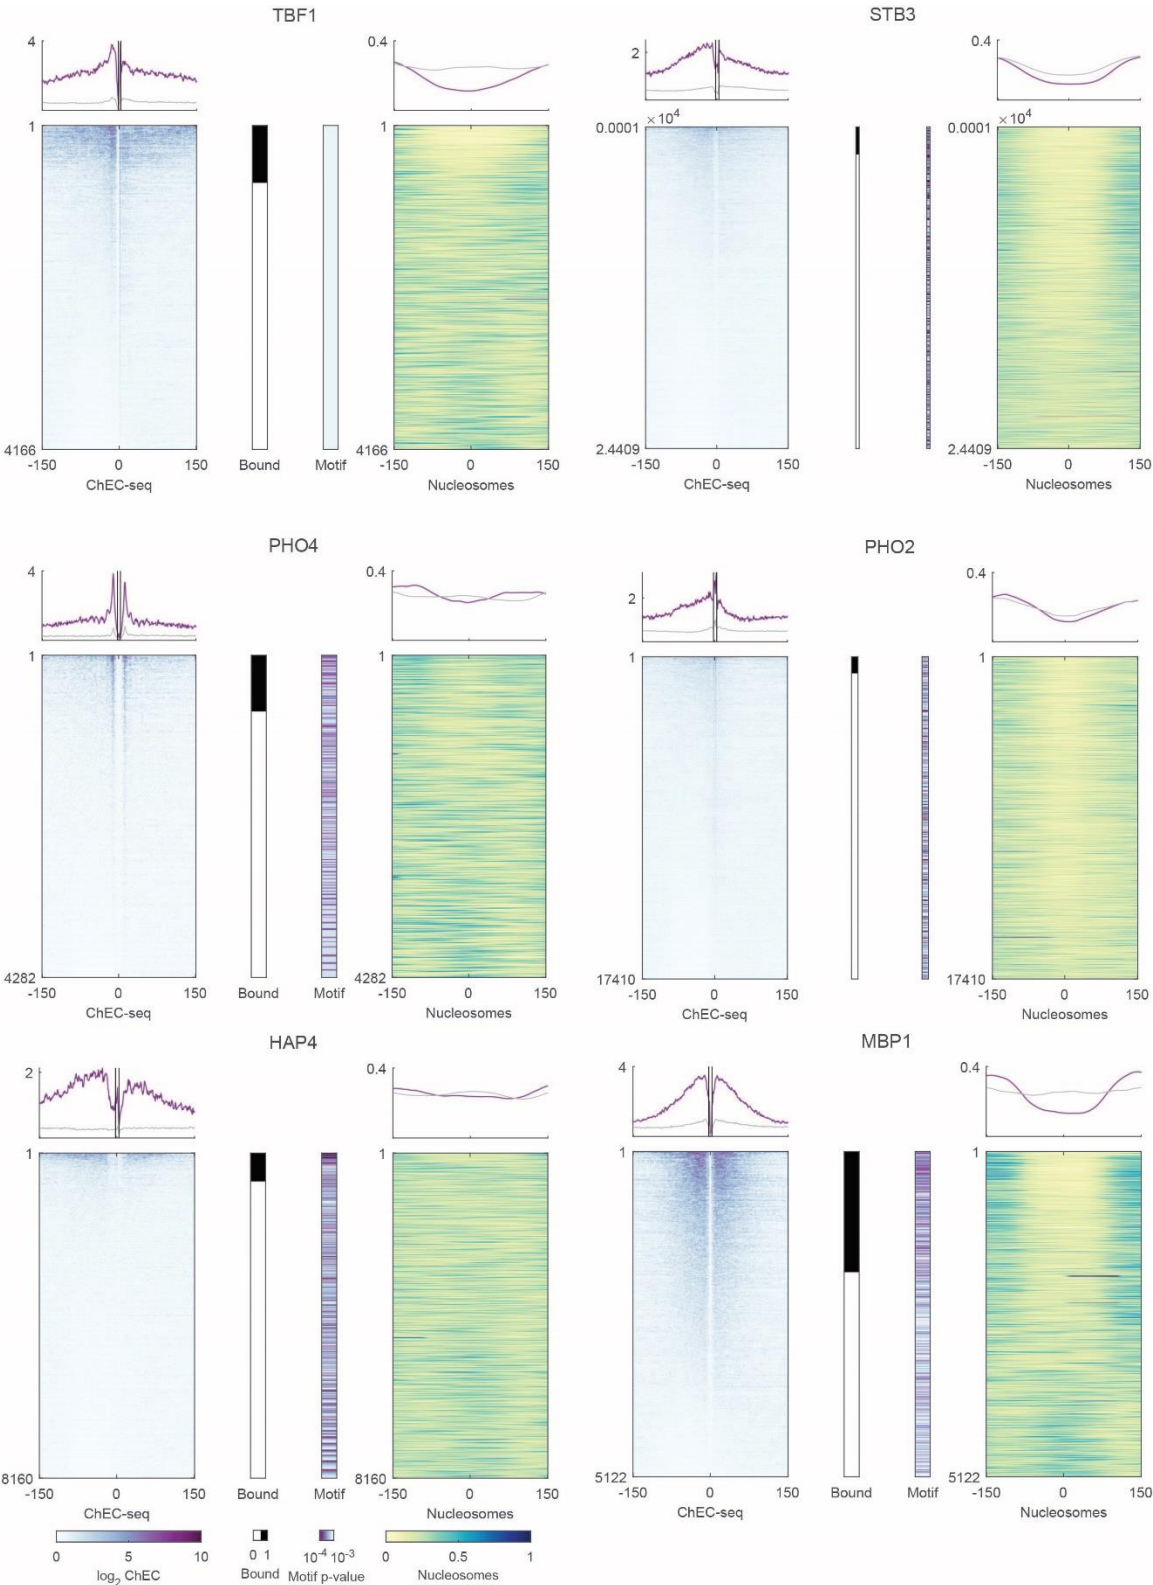 TBF1
STB3
4
0.4
2
0.4
×10⁴
1
1
0.0001
0.0001
4166
4166
2.4409
2.4409
-150 0 150
Bound
Motif
-150 0 150
-150 0 150
-150 0 150
ChEC-seq
Nucleosomes
ChEC-seq
Nucleosomes
PHO4
PHO2
4
0.4
2
0.4
1
1
1
1
4282
4282
17410
17410
-150 0 150
Bound
Motif
-150 0 150
-150 0 150
-150 0 150
ChEC-seq
Nucleosomes
ChEC-seq
Nucleosomes
HAP4
MBP1
2
0.4
4
0.4
1
1
1
1
8160
8160
5122
5122
-150 0 150
Bound
Motif
-150 0 150
-150 0 150
Bound
Motif
-150 0 150
ChEC-seq
Nucleosomes
ChEC-seq
Nucleosomes
0 5 10
0 1
10⁻⁴ 10⁻³
0 0.5 1
log₂ ChEC
Bound
Motif p-value
Nucleosomes